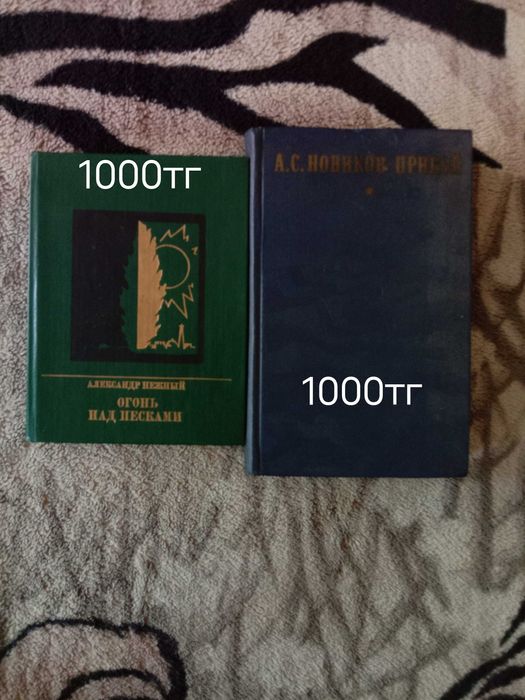 1000тг
АЛЕКСАНДР НЕЖНЫЙ
ОГОНЬ
НАД ПЕСКАМИ
А.С.НОВИКОВ-ПРИБОЙ
1000тг